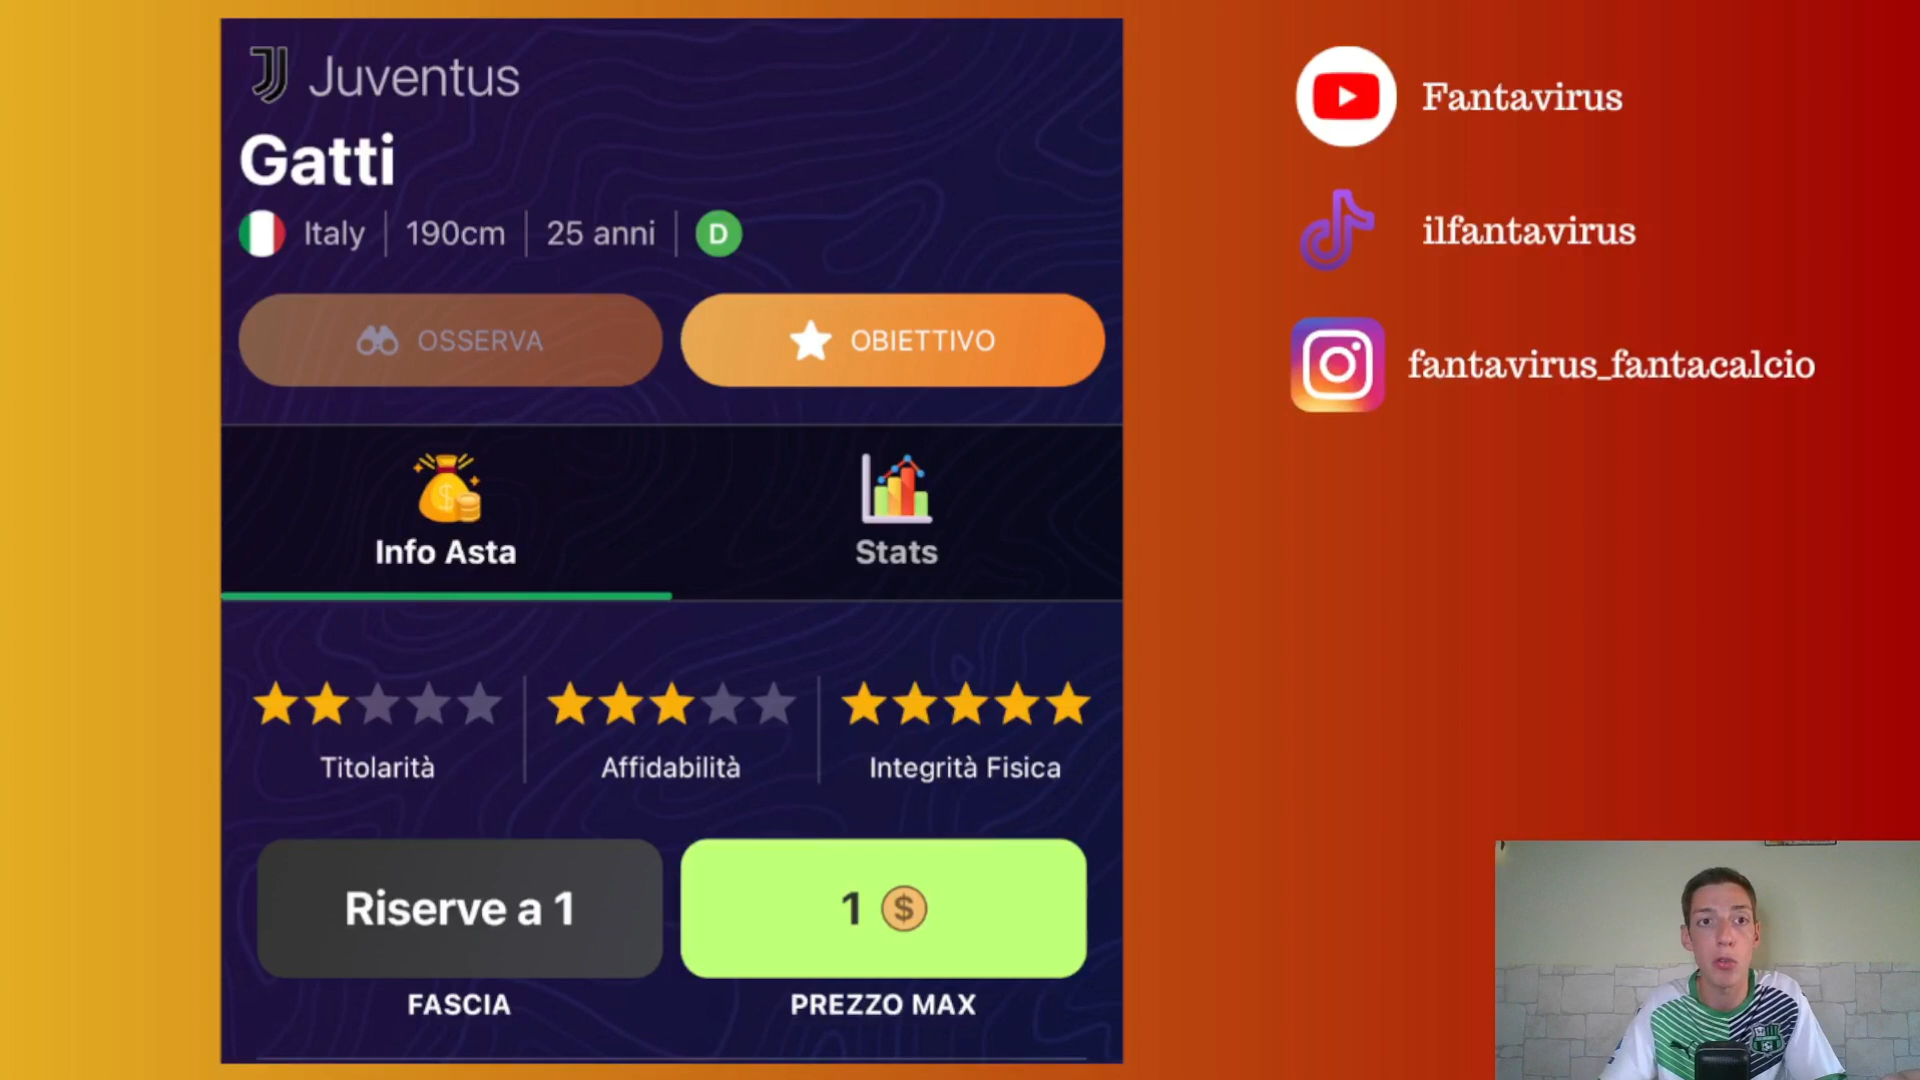 Juventus
Gatti
Italy 190cm 25 anni D
OSSERVA
OBIETTIVO
Info Asta
Stats
Titolarità
Affidabilità
Integrità Fisica
Riserve a 1
FASCIA
1 $
PREZZO MAX
Fantavirus
ilfantavirus
fantavirus_fantacalcio